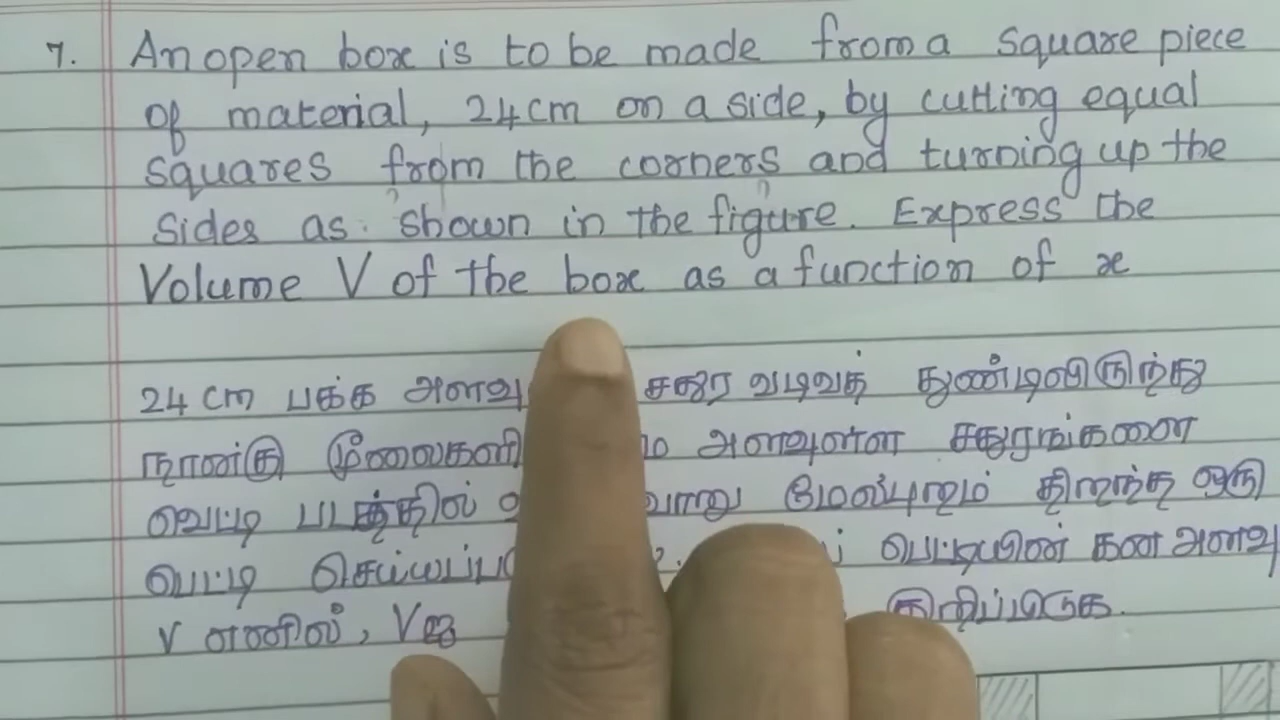 7. An open box is to be made from a square piece
of material, 24cm on a side, by cutting equal
squares from the corners and turning up the
sides as shown in the figure. Express the
Volume V of the box as a function of x
24 cm பக்க சதுர வடிவத் துண்டிலிருந்து
நான்கு அளவுள்ள சதுரங்களை
வெட்டி படத்தில் மேல்புறம் திறந்த ஒரு
பெட்டி பெட்டியின் கன அளவு
V எனில், V ஐ குறிப்பிடுக.